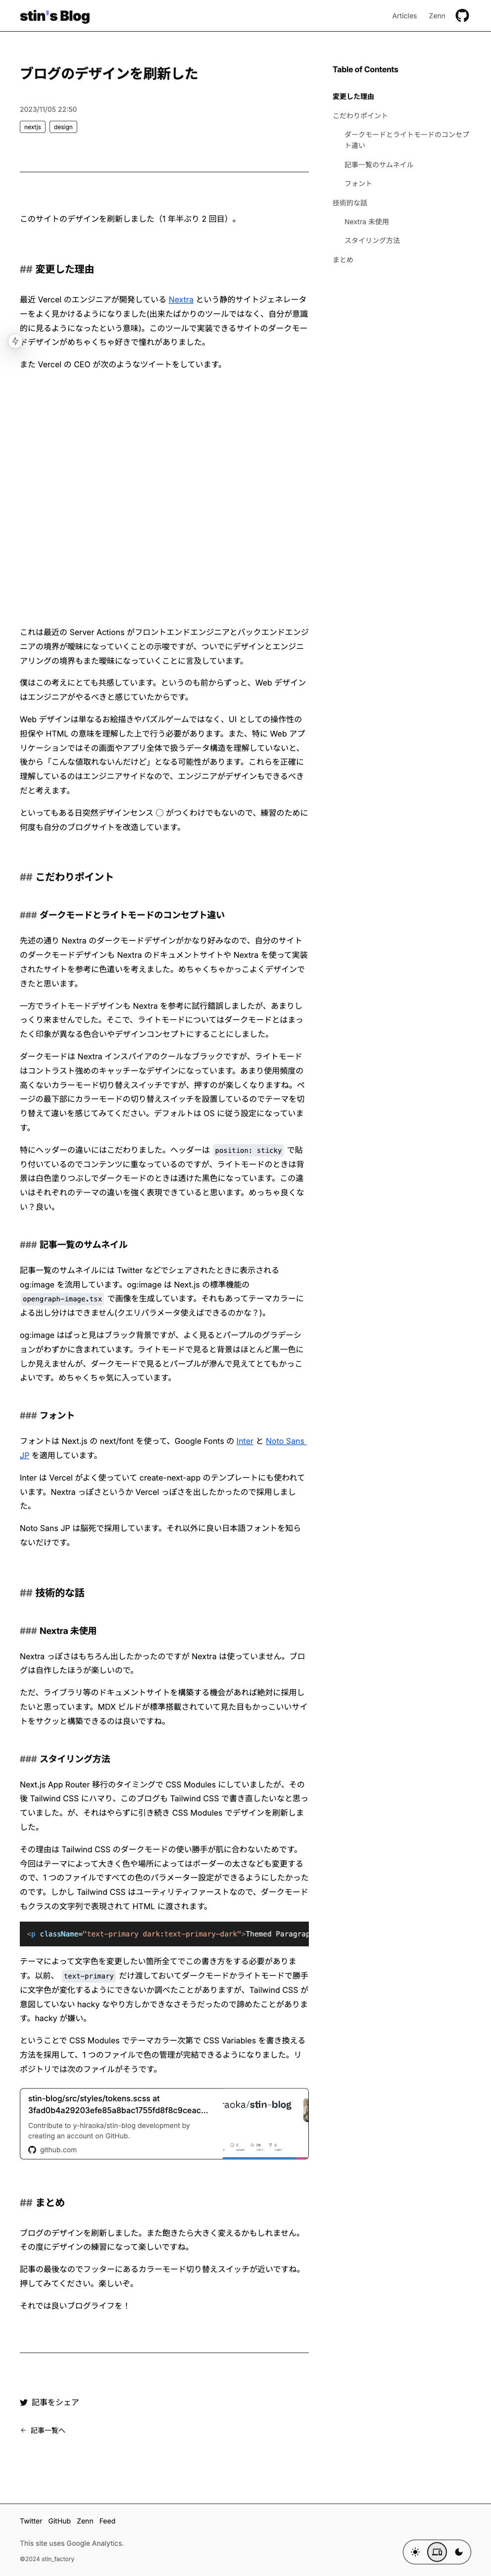 stin's Blog
Articles
Zenn
ブログのデザインを刷新した
2023/11/05 22:50
nextjs
design
このサイトのデザインを刷新しました（1 年半ぶり 2 回目）。
## 変更した理由
最近 Vercel のエンジニアが開発している Nextra という静的サイトジェネレータ
ーをよく見かけるようになりました(出来たばかりのツールではなく、自分が意識
的に見るようになったという意味)。このツールで実装できるサイトのダークモー
ドデザインがめちゃくちゃ好きで憧れがありました。
また Vercel の CEO が次のようなツイートをしています。
これは最近の Server Actions がフロントエンドエンジニアとバックエンドエンジ
ニアの境界が曖昧になっていくことの示唆ですが、ついでにデザインとエンジニ
アリングの境界もまた曖昧になっていくことに言及しています。
僕はこの考えにとても共感しています。というのも前からずっと、Web デザイン
はエンジニアがやるべきと感じていたからです。
Web デザインは単なるお絵描きやパズルゲームではなく、UI としての操作性の
担保や HTML の意味を理解した上で行う必要があります。また、特に Web アプ
リケーションではその画面やアプリ全体で扱うデータ構造を理解していないと、
後から「こんな値取れないんだけど」となる可能性があります。これらを正確に
理解しているのはエンジニアサイドなので、エンジニアがデザインもできるべき
だと考えます。
といってもある日突然デザインセンス ◯ がつくわけでもないので、練習のために
何度も自分のブログサイトを改造しています。
## こだわりポイント
### ダークモードとライトモードのコンセプト違い
先述の通り Nextra のダークモードデザインがかなり好みなので、自分のサイト
のダークモードデザインも Nextra のドキュメントサイトや Nextra を使って実装
されたサイトを参考に色遣いを考えました。めちゃくちゃかっこよくデザインで
きたと思います。
一方でライトモードデザインも Nextra を参考に試行錯誤しましたが、あまりし
っくり来ませんでした。そこで、ライトモードについてはダークモードとはまっ
たく印象が異なる色合いやデザインコンセプトにすることにしました。
ダークモードは Nextra インスパイアのクールなブラックですが、ライトモード
はコントラスト強めのキャッチーなデザインになっています。あまり使用頻度の
高くないカラーモード切り替えスイッチですが、押すのが楽しくなりますね。ペ
ージの最下部にカラーモードの切り替えスイッチを設置しているのでテーマを切
り替えて違いを感じてみてください。デフォルトは OS に従う設定になっていま
す。
特にヘッダーの違いにはこだわりました。ヘッダーは position: sticky で貼
り付いているのでコンテンツに重なっているのですが、ライトモードのときは背
景は白色塗りつぶしでダークモードのときは透けた黒色になっています。この違
いはそれぞれのテーマの違いを強く表現できていると思います。めっちゃ良くな
い？良い。
### 記事一覧のサムネイル
記事一覧のサムネイルには Twitter などでシェアされたときに表示される
og:image を流用しています。og:image は Next.js の標準機能の
opengraph-image.tsx で画像を生成しています。それもあってテーマカラーに
よる出し分けはできません(クエリパラメータ使えばできるのかな？)。
og:image はぱっと見はブラック背景ですが、よく見るとパープルのグラデーシ
ョンがわずかに含まれています。ライトモードで見ると背景はほとんど黒一色に
しか見えませんが、ダークモードで見るとパープルが滲んで見えてとてもかっこ
よいです。めちゃくちゃ気に入っています。
### フォント
フォントは Next.js の next/font を使って、Google Fonts の Inter と Noto Sans
JP を適用しています。
Inter は Vercel がよく使っていて create-next-app のテンプレートにも使われて
います。Nextra っぽさというか Vercel っぽさを出したかったので採用しまし
た。
Noto Sans JP は脳死で採用しています。それ以外に良い日本語フォントを知ら
ないだけです。
## 技術的な話
### Nextra 未使用
Nextra っぽさはもちろん出したかったのですが Nextra は使っていません。ブロ
グは自作したほうが楽しいので。
ただ、ライブラリ等のドキュメントサイトを構築する機会があれば絶対に採用し
たいと思っています。MDX ビルドが標準搭載されていて見た目もかっこいいサイ
トをサクッと構築できるのは良いですね。
### スタイリング方法
Next.js App Router 移行のタイミングで CSS Modules にしていましたが、その
後 Tailwind CSS にハマり、このブログも Tailwind CSS で書き直したいなと思っ
ていました。が、それはやらずに引き続き CSS Modules でデザインを刷新しま
した。
その理由は Tailwind CSS のダークモードの使い勝手が肌に合わないためです。
今回はテーマによって大きく色や場所によってはボーダーの太さなども変更する
ので、1 つのファイルですべての色のパラメーター設定ができるようにしたかった
のです。しかし Tailwind CSS はユーティリティファーストなので、ダークモード
もクラスの文字列で表現されて HTML に渡されます。
<p className="text-primary dark:text-primary-dark">Themed Paragrap
テーマによって文字色を変更したい箇所全てでこの書き方をする必要がありま
す。以前、 text-primary だけ渡しておいてダークモードかライトモードで勝手
に文字色が変化するようにできないか調べたことがありますが、Tailwind CSS が
意図していない hacky なやり方しかできなさそうだったので諦めたことがありま
す。hacky が嫌い。
ということで CSS Modules でテーマカラー次第で CSS Variables を書き換える
方法を採用して、1 つのファイルで色の管理が完結できるようになりました。リ
ポジトリでは次のファイルがそうです。
stin-blog/src/styles/tokens.scss at
3fad0b4a29203efe85a8bac1755fd8f8c9ceac...
Contribute to y-hiraoka/stin-blog development by
creating an account on GitHub.
github.com
raoka/stin-blog
## まとめ
ブログのデザインを刷新しました。また飽きたら大きく変えるかもしれません。
その度にデザインの練習になって楽しいですね。
記事の最後なのでフッターにあるカラーモード切り替えスイッチが近いですね。
押してみてください。楽しいぞ。
それでは良いブログライフを！
記事をシェア
記事一覧へ
Table of Contents
変更した理由
こだわりポイント
ダークモードとライトモードのコンセプ
ト違い
記事一覧のサムネイル
フォント
技術的な話
Nextra 未使用
スタイリング方法
まとめ
Twitter
GitHub
Zenn
Feed
This site uses Google Analytics.
©2024 stin_factory